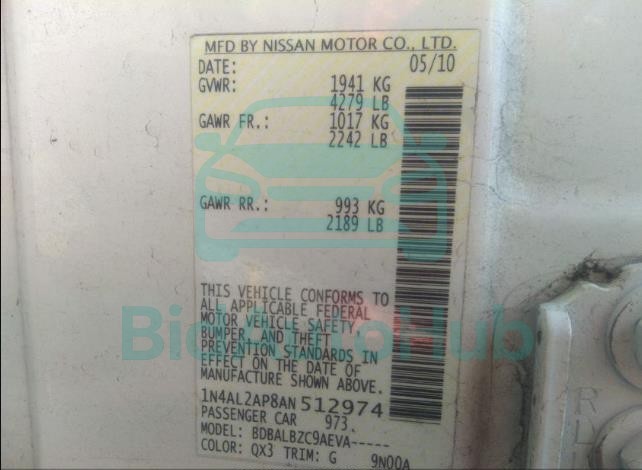 MFD BY NISSAN MOTOR CO., LTD.
DATE: 05/10
GVWR: 1941 KG
4279 LB
GAWR FR.: 1017 KG
2242 LB
GAWR RR.: 993 KG
2189 LB
THIS VEHICLE CONFORMS TO
ALL APPLICABLE FEDERAL
MOTOR VEHICLE SAFETY,
BUMPER, AND THEFT
PREVENTION STANDARDS IN
EFFECT ON THE DATE OF
MANUFACTURE SHOWN ABOVE.
1N4AL2AP8AN 512974
PASSENGER CAR 973.
MODEL: BDBALBZC9AEVA-----
COLOR: QX3 TRIM: G 9N00A